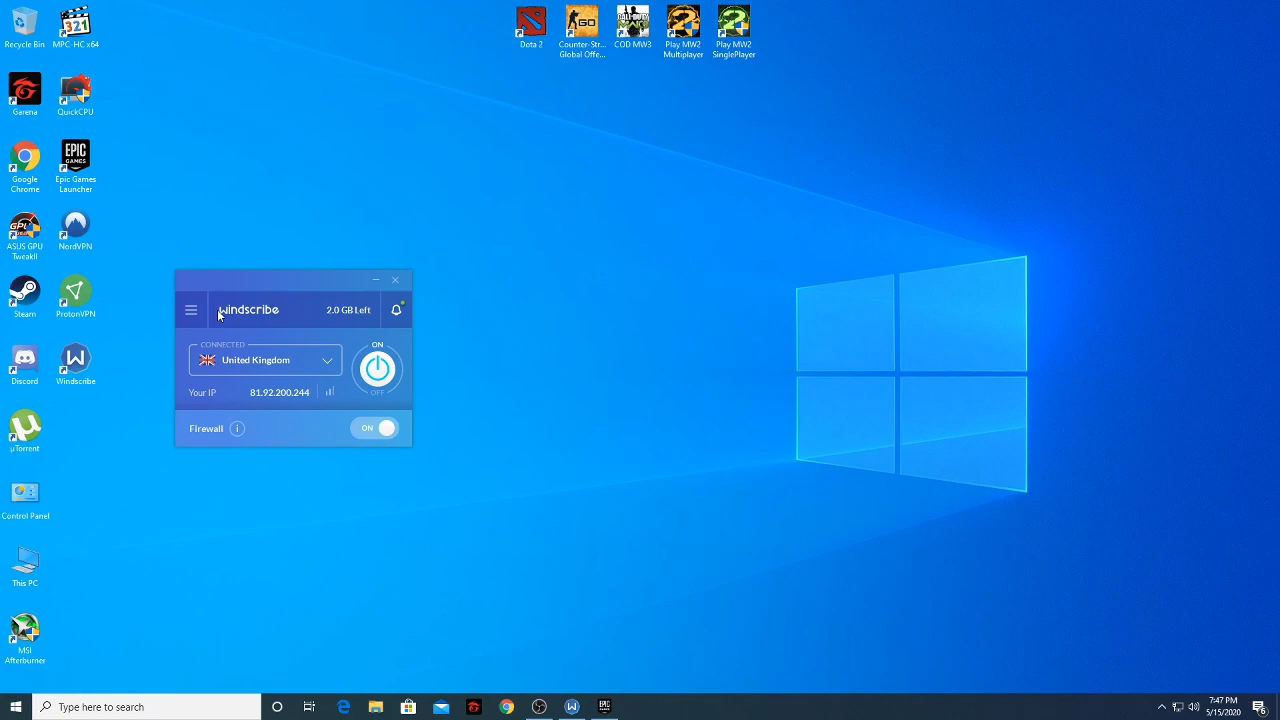 Recycle Bin
MPC-HC x64
Dota 2
Counter-Str...
Global Offe...
COD MW3
Play MW2
Multiplayer
Play MW2
SinglePlayer
Garena
QuickCPU
Google
Chrome
EPIC
GAMES
Epic Games
Launcher
ASUS GPU
TweakII
NordVPN
Steam
ProtonVPN
Discord
Windscribe
µTorrent
Control Panel
This PC
MSI
Afterburner
windscribe
2.0 GB Left
CONNECTED
United Kingdom
ON
OFF
Your IP
81.92.200.244
Firewall
ON
Type here to search
7:47 PM
5/15/2020